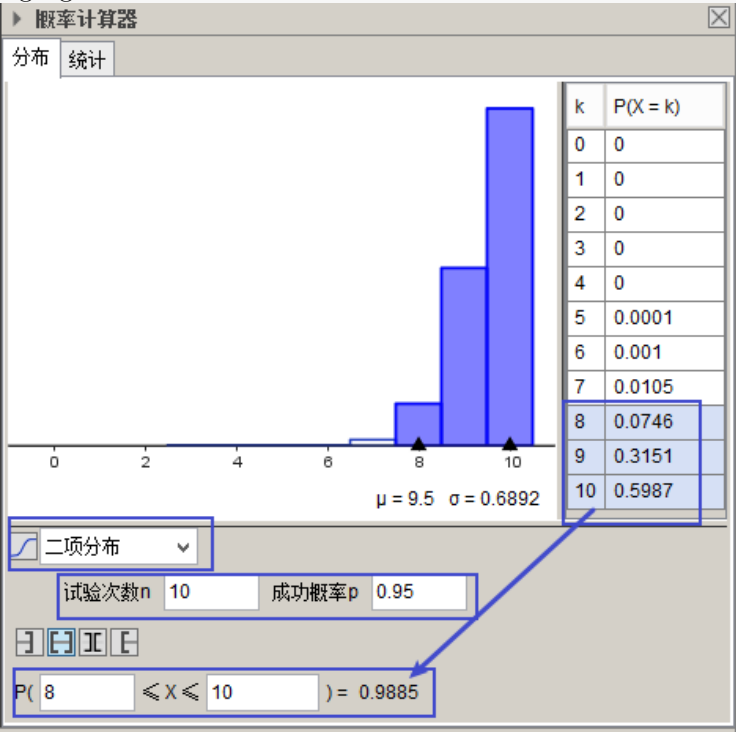 概率计算器
分布 统计
k P(X = k)
0 0
1 0
2 0
3 0
4 0
5 0.0001
6 0.001
7 0.0105
8 0.0746
9 0.3151
10 0.5987
0 2 4 6 8 10
μ = 9.5 σ = 0.6892
二项分布
试验次数n 10 成功概率p 0.95
P( 8 ≤ X ≤ 10 ) = 0.9885